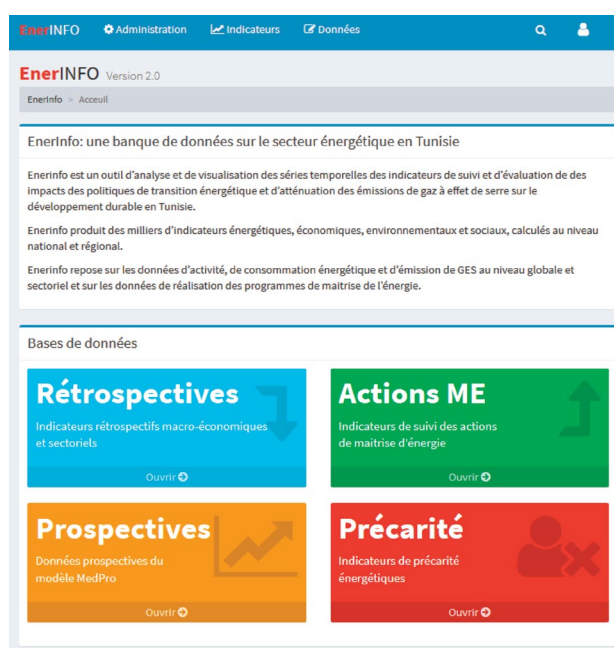 EnerINFO Administration Indicateurs Données
EnerINFO Version 2.0
EnerInfo > Acceuil
EnerInfo: une banque de données sur le secteur énergétique en Tunisie
Enerinfo est un outil d'analyse et de visualisation des séries temporelles des indicateurs de suivi et d'évaluation de des
impacts des politiques de transition énergétique et d'atténuation des émissions de gaz à effet de serre sur le
développement durable en Tunisie.
Enerinfo produit des milliers d'indicateurs énergétiques, économiques, environnementaux et sociaux, calculés au niveau
national et régional.
Enerinfo repose sur les données d'activité, de consommation énergétique et d'émission de GES au niveau globale et
sectoriel et sur les données de réalisation des programmes de maitrise de l'énergie.
Bases de données
Rétrospectives
Indicateurs rétrospectifs macro-économiques
et sectoriels
Ouvrir
Actions ME
Indicateurs de suivi des actions
de maitrise d'énergie
Ouvrir
Prospectives
Données prospectives du
modèle MedPro
Ouvrir
Précarité
Indicateurs de précarité
énergétiques
Ouvrir